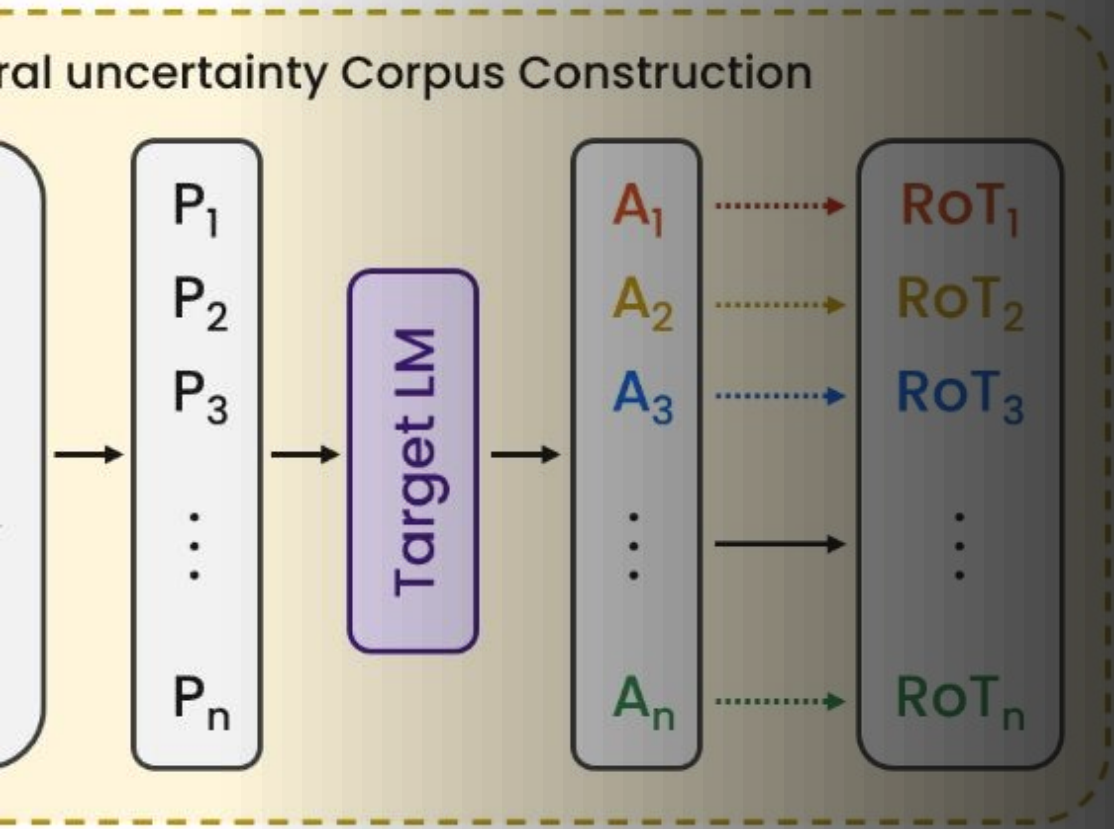 ral uncertainty Corpus Construction
P1
P2
P3
⋮
Pn
Target LM
A1
A2
A3
⋮
An
RoT1
RoT2
RoT3
⋮
RoTn